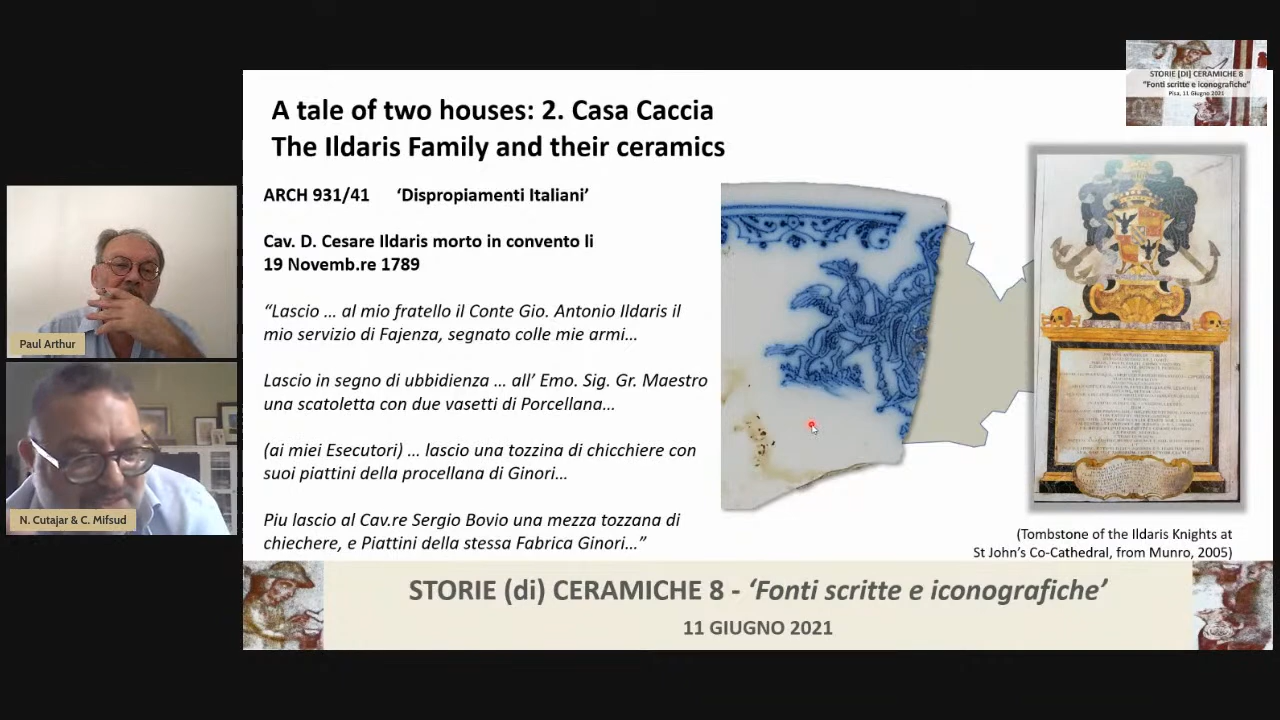 STORIE [DI] CERAMICHE 8
"Fonti scritte e iconografiche"
Pisa, 11 Giugno 2021
A tale of two houses: 2. Casa Caccia
The Ildaris Family and their ceramics
ARCH 931/41 ‘Dispropiamenti Italiani’
Cav. D. Cesare Ildaris morto in convento li
19 Novemb.re 1789
“Lascio ... al mio fratello il Conte Gio. Antonio Ildaris il
mio servizio di Fajenza, segnato colle mie armi...
Lascio in segno di ubbidienza ... all’ Emo. Sig. Gr. Maestro
una scatoletta con due vasetti di Porcellana...
(ai miei Esecutori) ... lascio una tozzina di chicchiere con
suoi piattini della procellana di Ginori...
Piu lascio al Cav.re Sergio Bovio una mezza tozzana di
chiechere, e Piattini della stessa Fabrica Ginori...”
(Tombstone of the Ildaris Knights at
St John’s Co-Cathedral, from Munro, 2005)
Paul Arthur
N. Cutajar & C. Mifsud
STORIE (di) CERAMICHE 8 - ‘Fonti scritte e iconografiche’
11 GIUGNO 2021